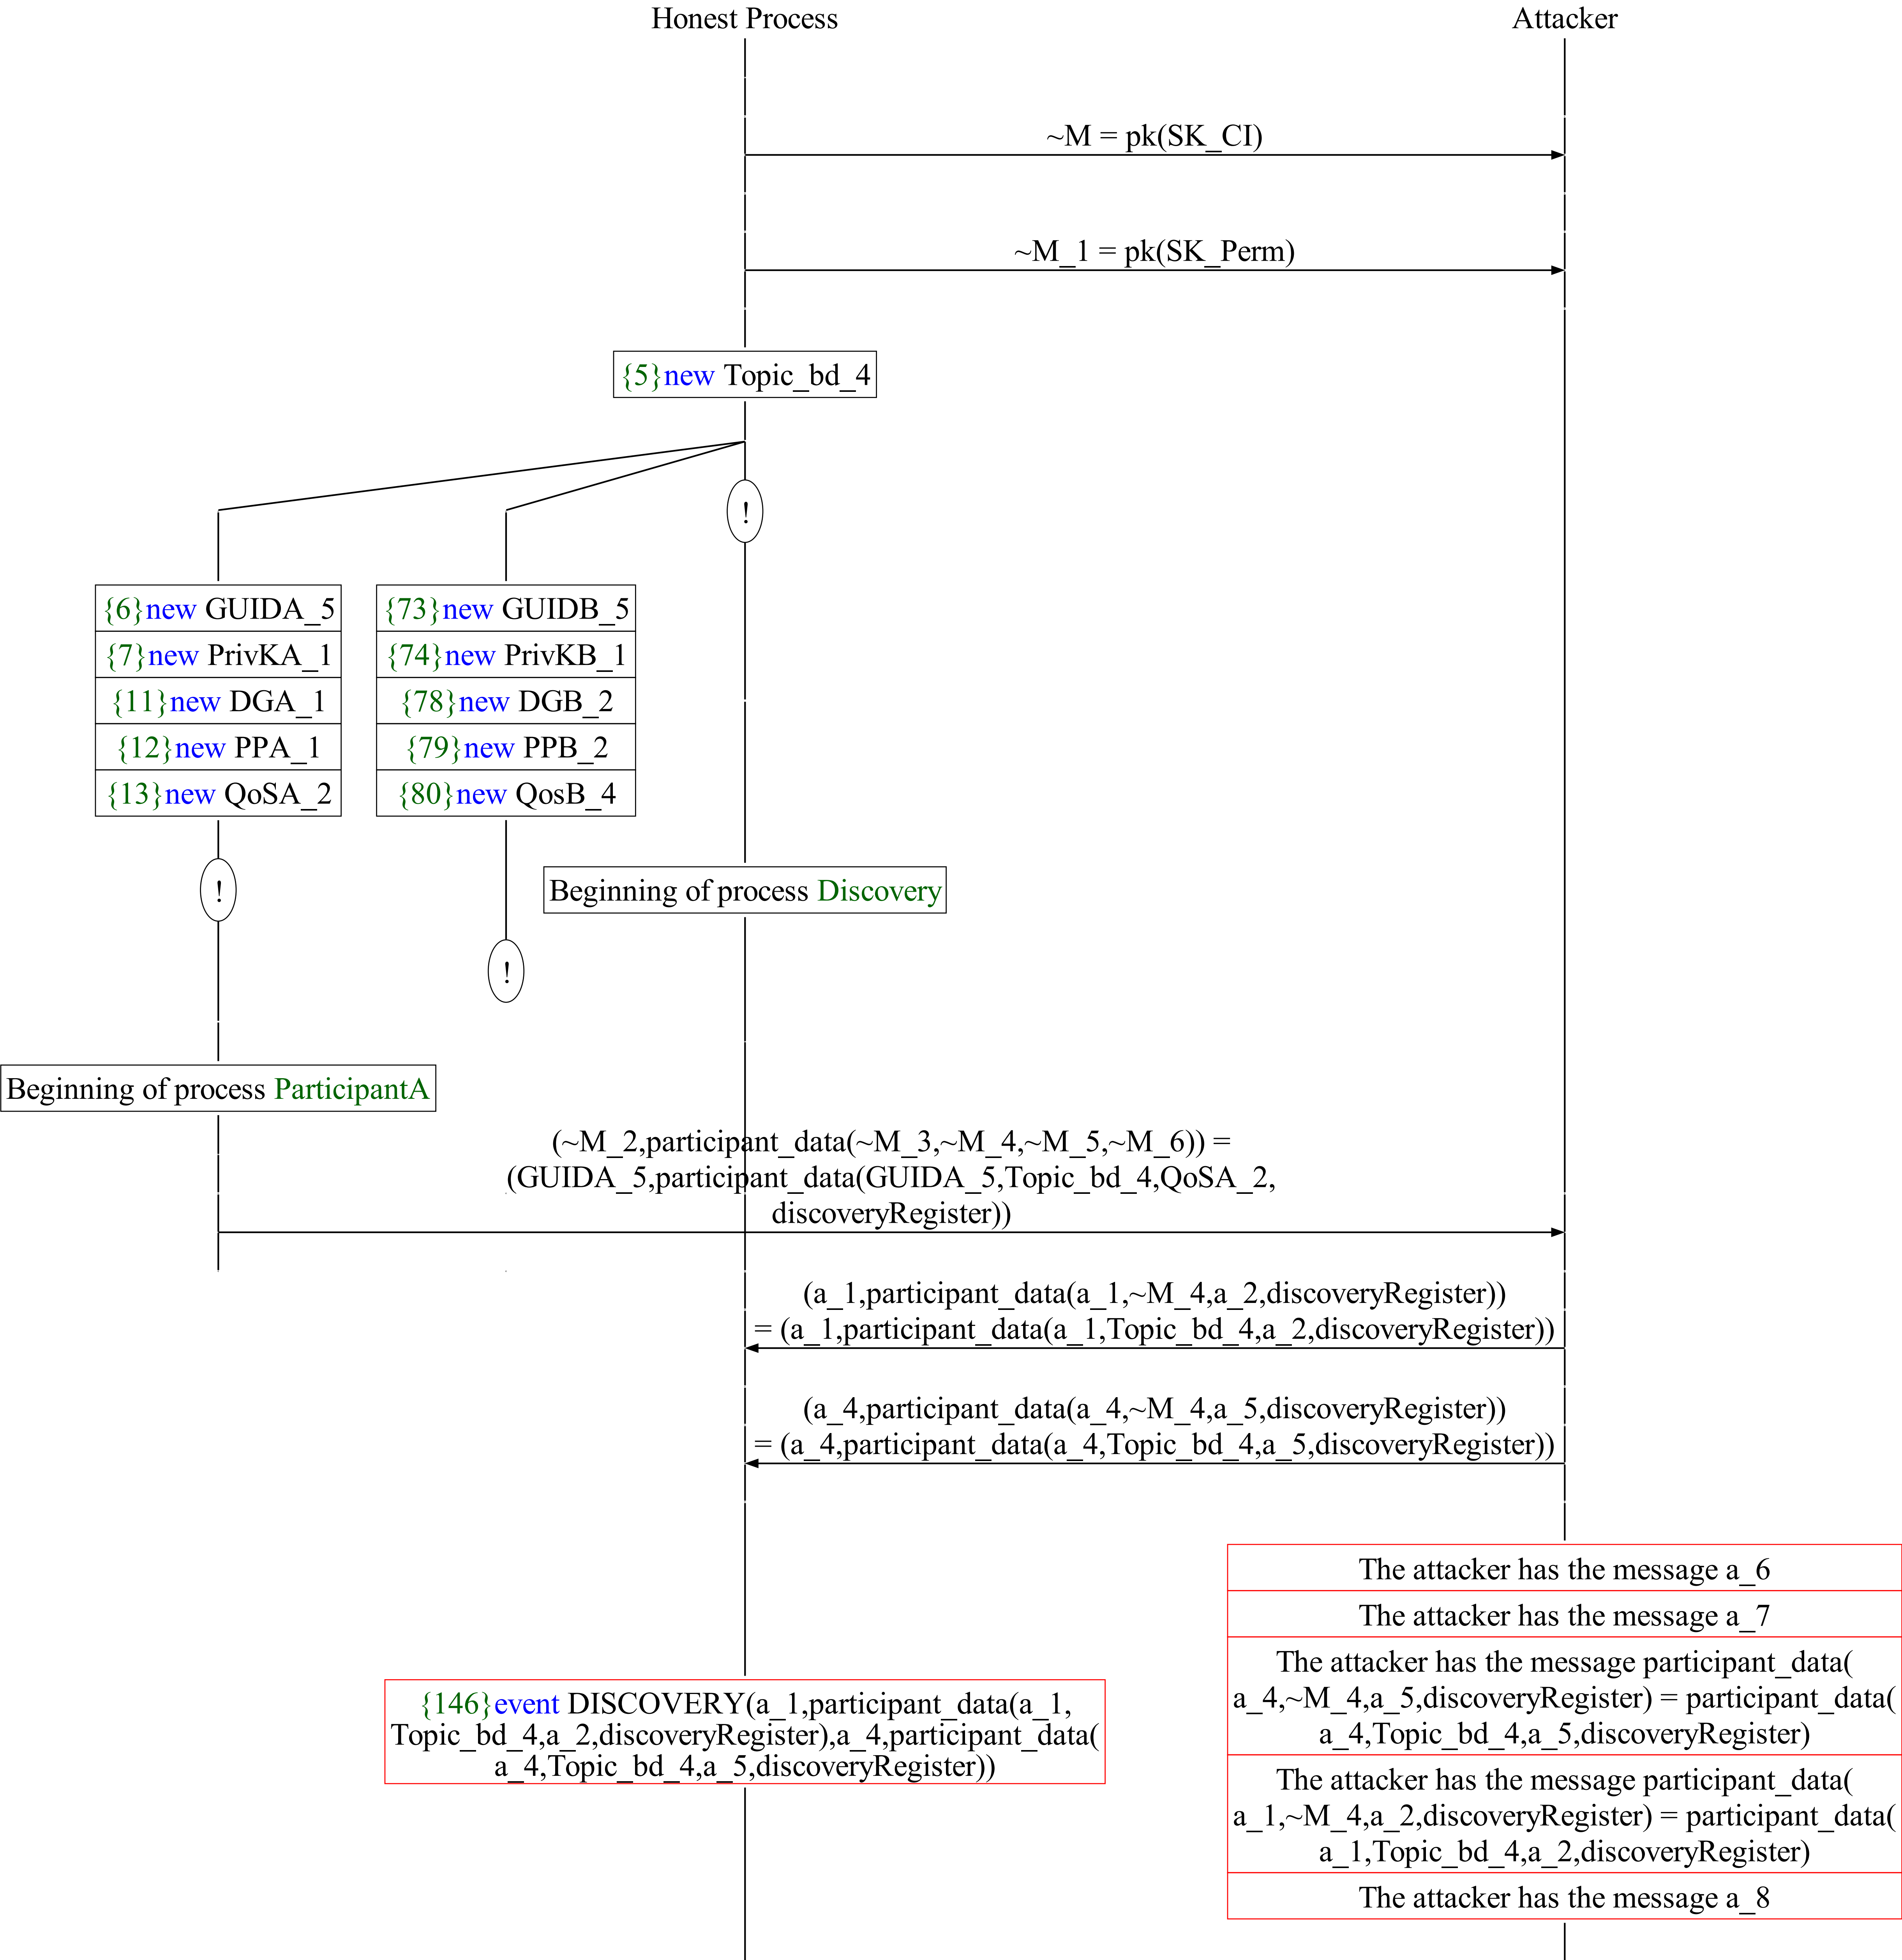 Honest Process
Attacker
~M = pk(SK_CI)
~M_1 = pk(SK_Perm)
{5}new Topic_bd_4
!
{6}new GUIDA_5
{7}new PrivKA_1
{11}new DGA_1
{12}new PPA_1
{13}new QoSA_2
{73}new GUIDB_5
{74}new PrivKB_1
{78}new DGB_2
{79}new PPB_2
{80}new QosB_4
!
Beginning of process Discovery
!
Beginning of process ParticipantA
(~M_2,participant_data(~M_3,~M_4,~M_5,~M_6)) =
(GUIDA_5,participant_data(GUIDA_5,Topic_bd_4,QoSA_2,
discoveryRegister))
(a_1,participant_data(a_1,~M_4,a_2,discoveryRegister))
= (a_1,participant_data(a_1,Topic_bd_4,a_2,discoveryRegister))
(a_4,participant_data(a_4,~M_4,a_5,discoveryRegister))
= (a_4,participant_data(a_4,Topic_bd_4,a_5,discoveryRegister))
The attacker has the message a_6
The attacker has the message a_7
The attacker has the message participant_data(
a_4,~M_4,a_5,discoveryRegister) = participant_data(
a_4,Topic_bd_4,a_5,discoveryRegister)
The attacker has the message participant_data(
a_1,~M_4,a_2,discoveryRegister) = participant_data(
a_1,Topic_bd_4,a_2,discoveryRegister)
The attacker has the message a_8
{146}event DISCOVERY(a_1,participant_data(a_1,
Topic_bd_4,a_2,discoveryRegister),a_4,participant_data(
a_4,Topic_bd_4,a_5,discoveryRegister))